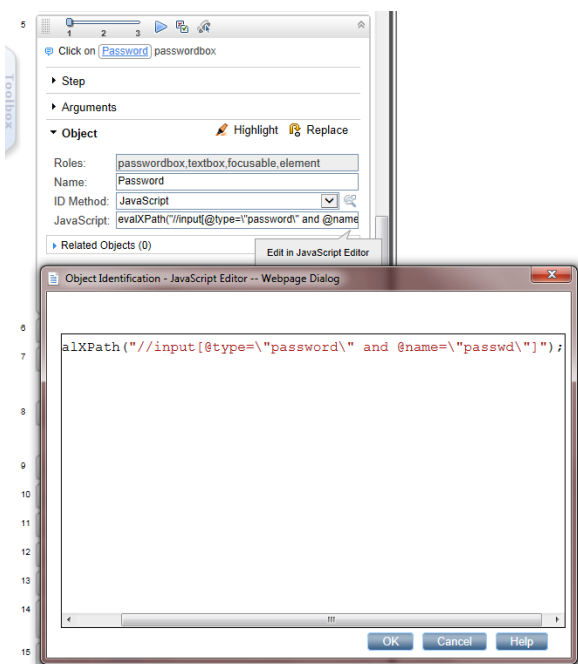 5
1 2 3
Click on Password passwordbox
Step
Toolbox
Arguments
Object Highlight Replace
Roles: passwordbox,textbox,focusable,element
Name: Password
ID Method: JavaScript
JavaScript: evalXPath("//input[@type=\"password\" and @name
Related Objects (0)
Edit in JavaScript Editor
Object Identification - JavaScript Editor -- Webpage Dialog
6
alXPath("//input[@type=\"password\" and @name=\"passwd\"]");
7
8
9
10
11
12
13
14
OK Cancel Help
15